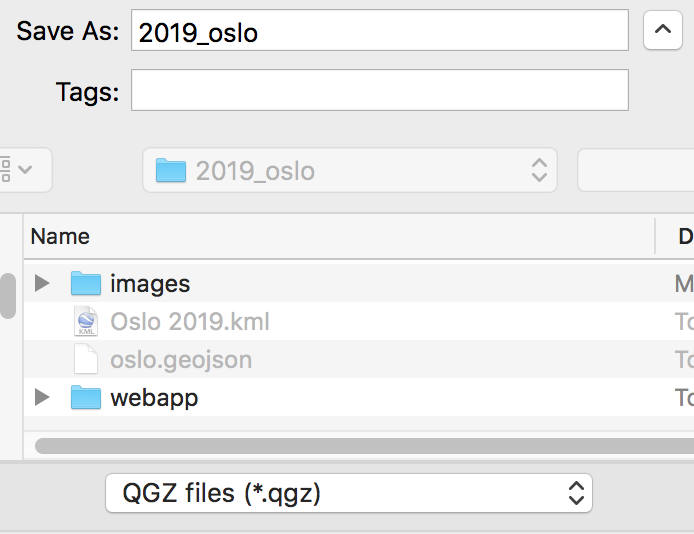 Save As: 2019_oslo
Tags:
2019_oslo
Name D
images M
Oslo 2019.kml To
oslo.geojson To
webapp To
QGZ files (*.qgz)